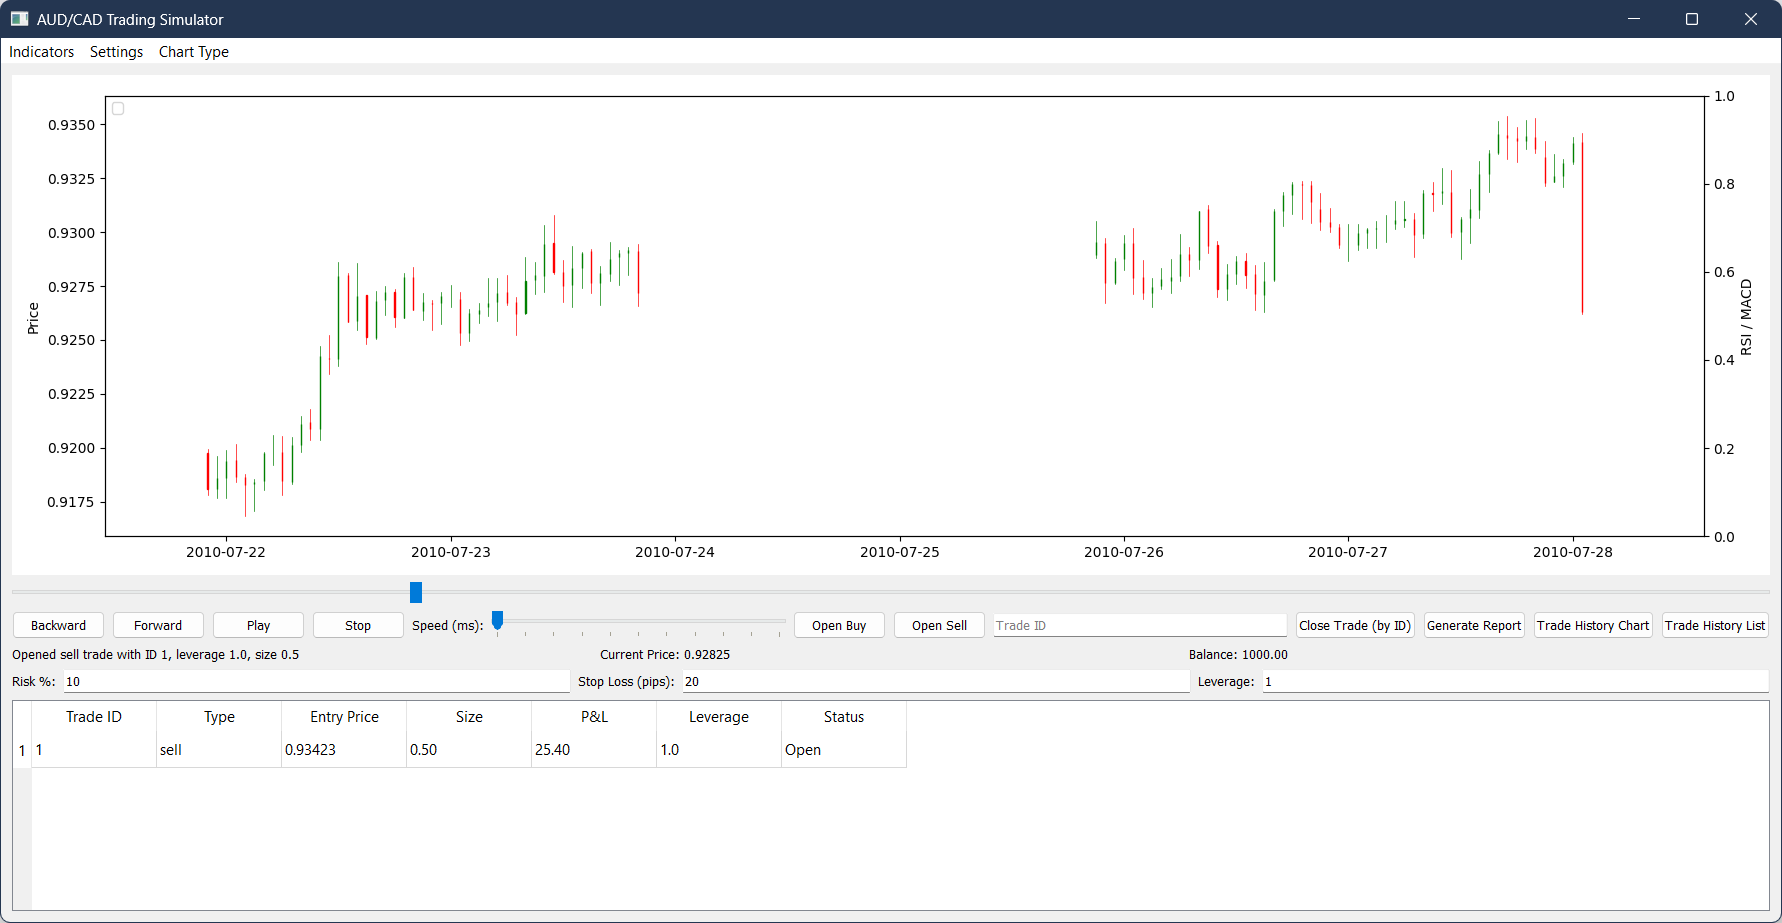 AUD/CAD Trading Simulator
Indicators Settings Chart Type
0.9350
0.9325
0.9300
0.9275
0.9250
0.9225
0.9200
0.9175
Price
1.0
0.8
0.6
0.4
0.2
0.0
RSI / MACD
2010-07-22 2010-07-23 2010-07-24 2010-07-25 2010-07-26 2010-07-27 2010-07-28
Backward Forward Play Stop Speed (ms): Open Buy Open Sell Trade ID Close Trade (by ID) Generate Report Trade History Chart Trade History List
Opened sell trade with ID 1, leverage 1.0, size 0.5 Current Price: 0.92825 Balance: 1000.00
Risk %: 10 Stop Loss (pips): 20 Leverage: 1
Trade ID Type Entry Price Size P&L Leverage Status
1 1 sell 0.93423 0.50 25.40 1.0 Open